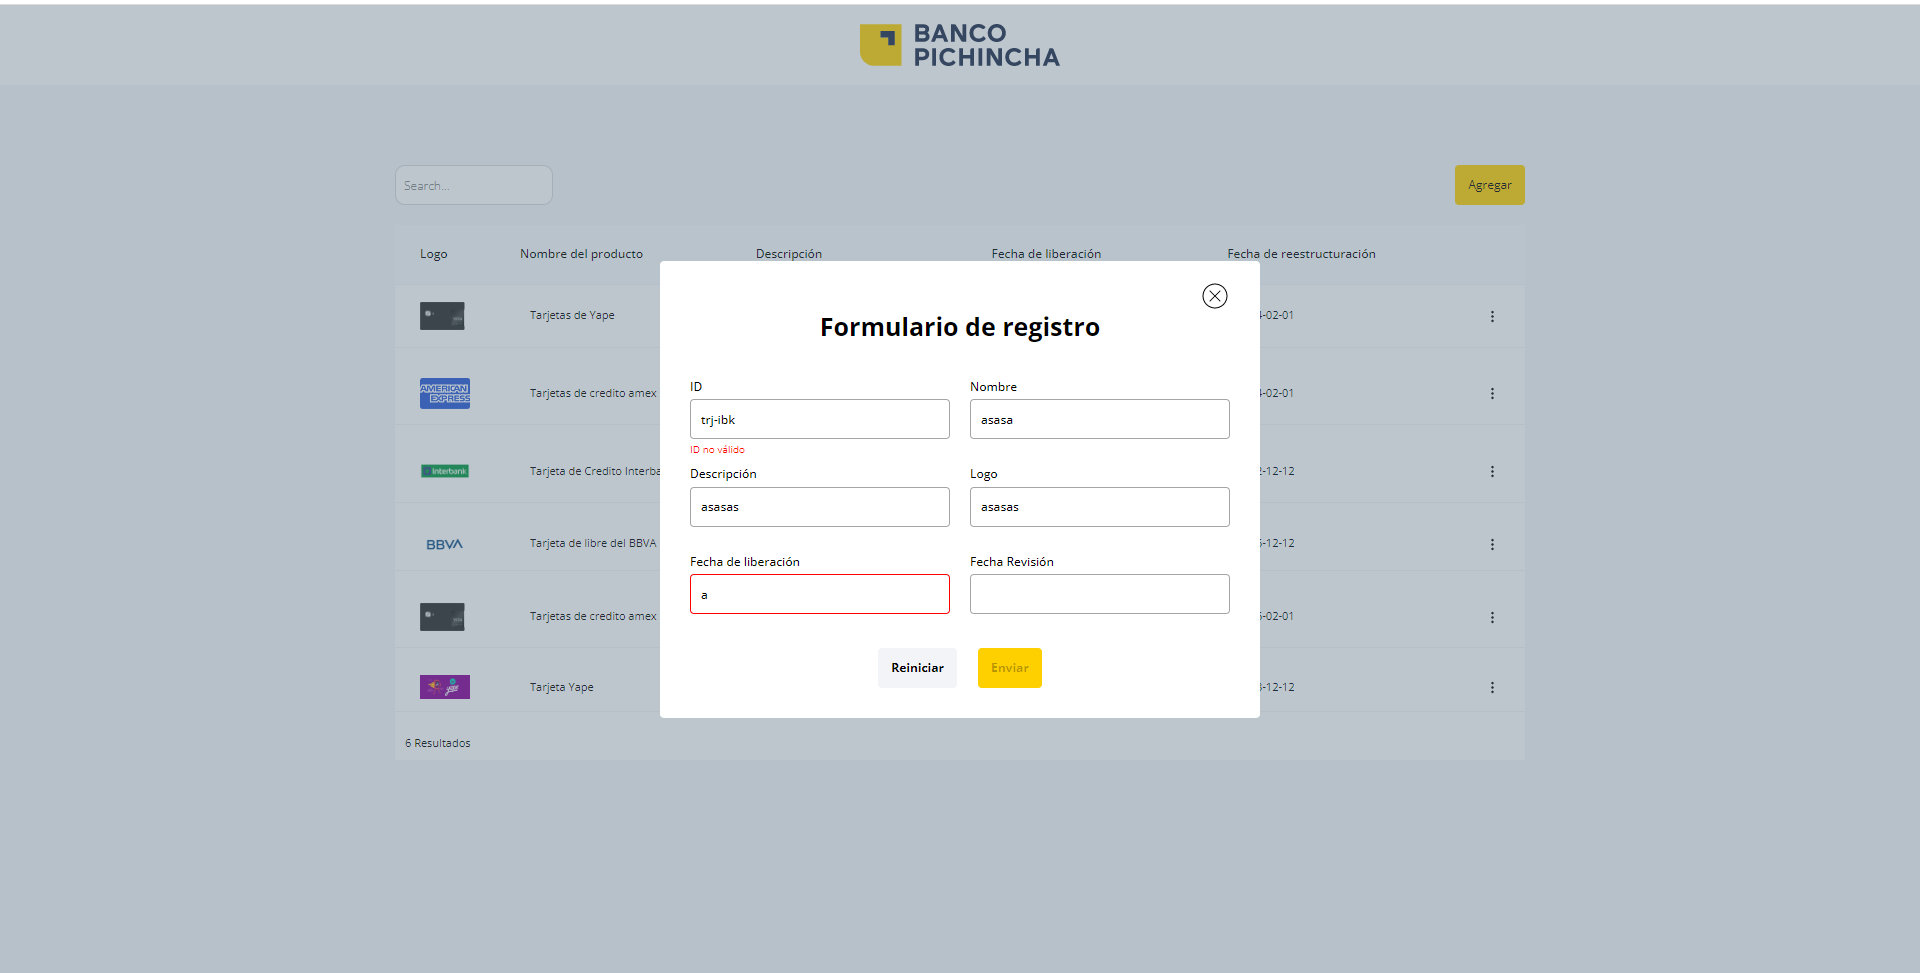 BANCO
PICHINCHA
Search...
Agregar
Logo Nombre del producto Descripción Fecha de liberación Fecha de reestructuración
Formulario de registro
Tarjetas de Yape -02-01
AMERICAN
EXPRESS
Tarjetas de credito amex -02-01
ID Nombre
trj-ibk asasa
ID no válido
Interbank
Tarjeta de Credito Interba -12-12
Descripción Logo
asasas asasas
BBVA
Tarjeta de libre del BBVA -12-12
Fecha de liberación Fecha Revisión
a
Tarjetas de credito amex -02-01
Reiniciar Enviar
yape
Tarjeta Yape -12-12
6 Resultados